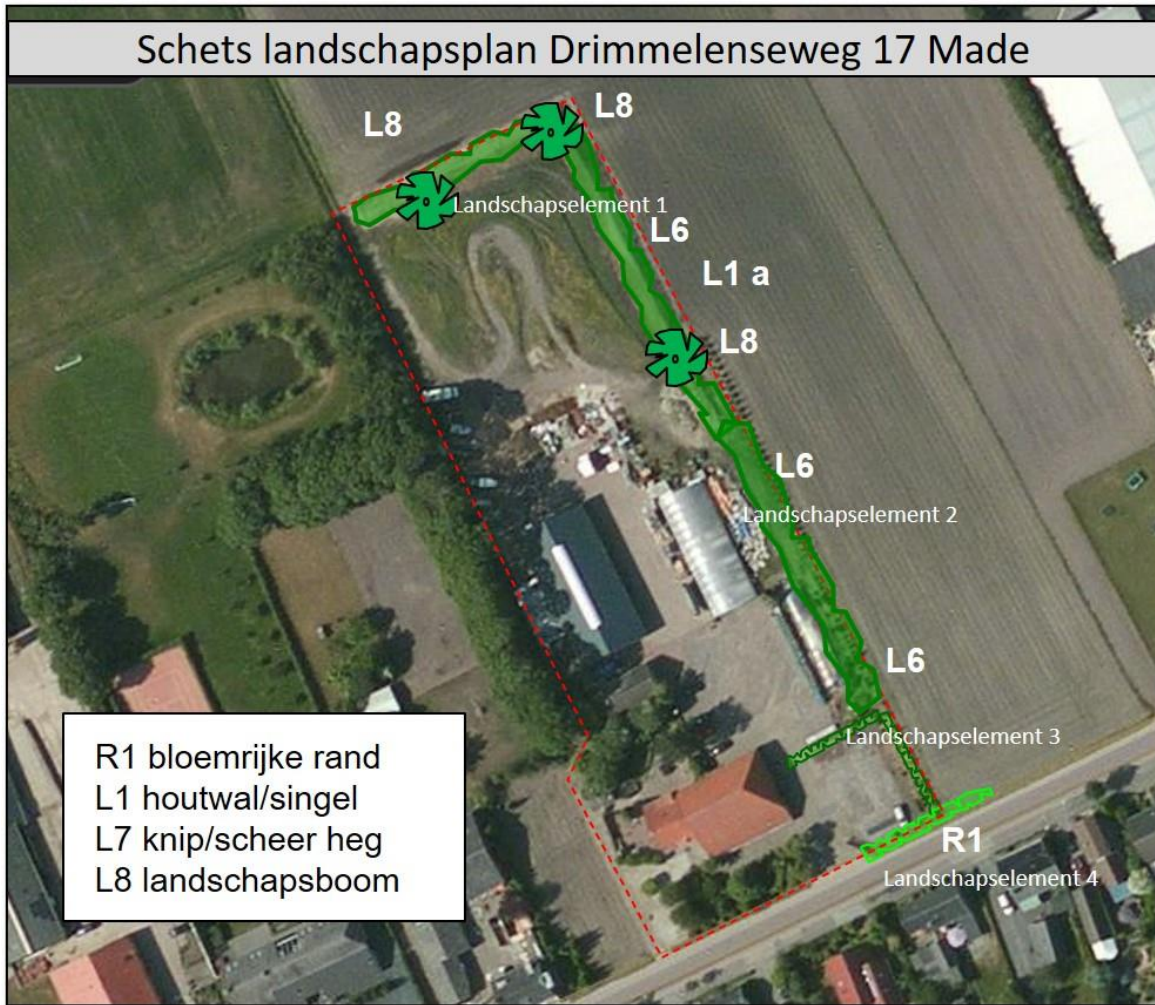 Schets landschapsplan Drimmelenseweg 17 Made
L8
L8
Landschapselement 1
L6
L1 a
L8
L6
Landschapselement 2
L6
Landschapselement 3
R1
Landschapselement 4
R1 bloemrijke rand
L1 houtwal/singel
L7 knip/scheer heg
L8 landschapsboom